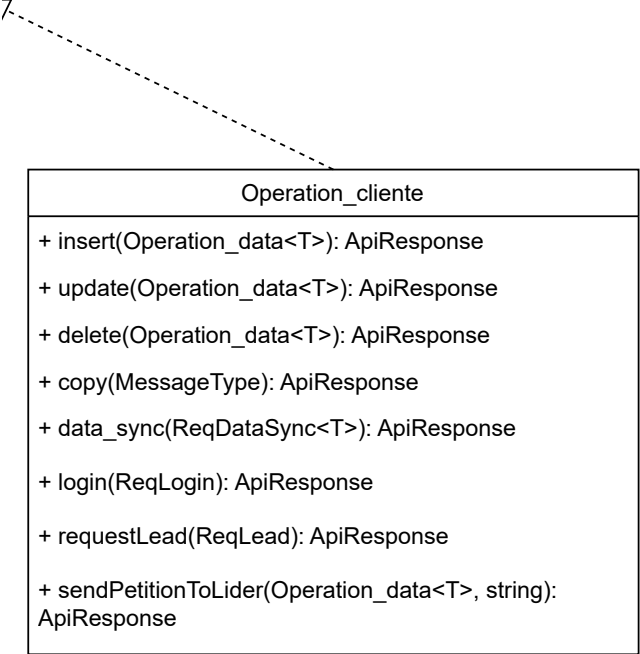 Operation_cliente
+ insert(Operation_data<T>): ApiResponse
+ update(Operation_data<T>): ApiResponse
+ delete(Operation_data<T>): ApiResponse
+ copy(MessageType): ApiResponse
+ data_sync(ReqDataSync<T>): ApiResponse
+ login(ReqLogin): ApiResponse
+ requestLead(ReqLead): ApiResponse
+ sendPetitionToLider(Operation_data<T>, string):
ApiResponse